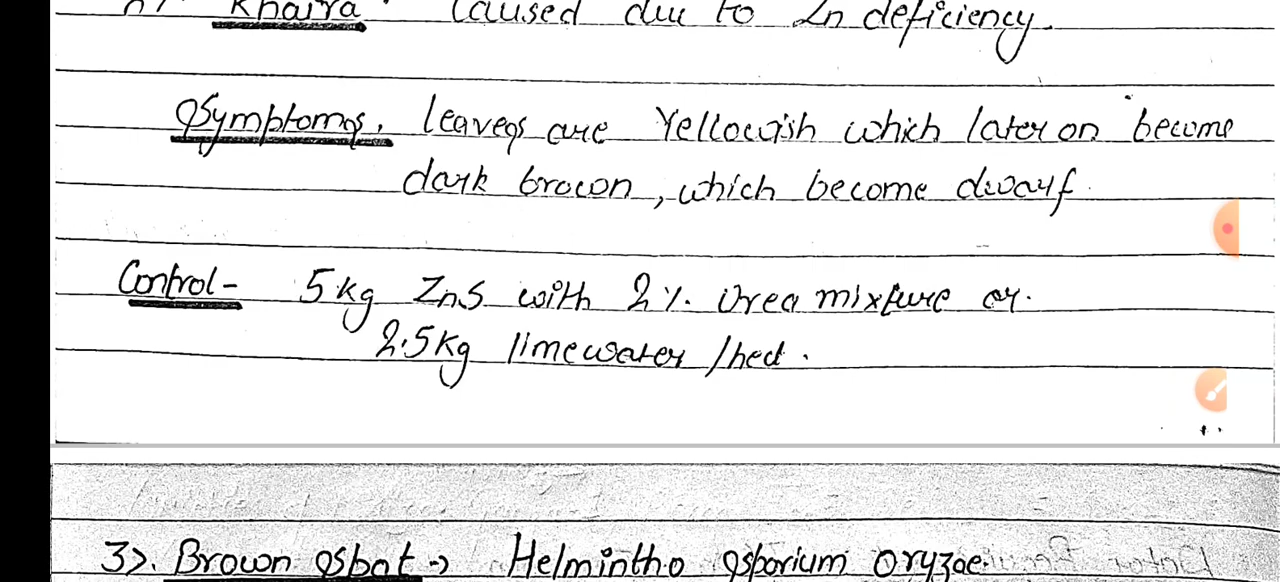 Khaira Caused due to Zn deficiency.
Symptoms. leaves are Yellowish which later on become
dark brown, which become dwarf.
Control- 5kg ZnS with 2%. Urea mixture or.
2.5kg limewater /hect.
3). Brown spot → Helmintho sporium oryzae.